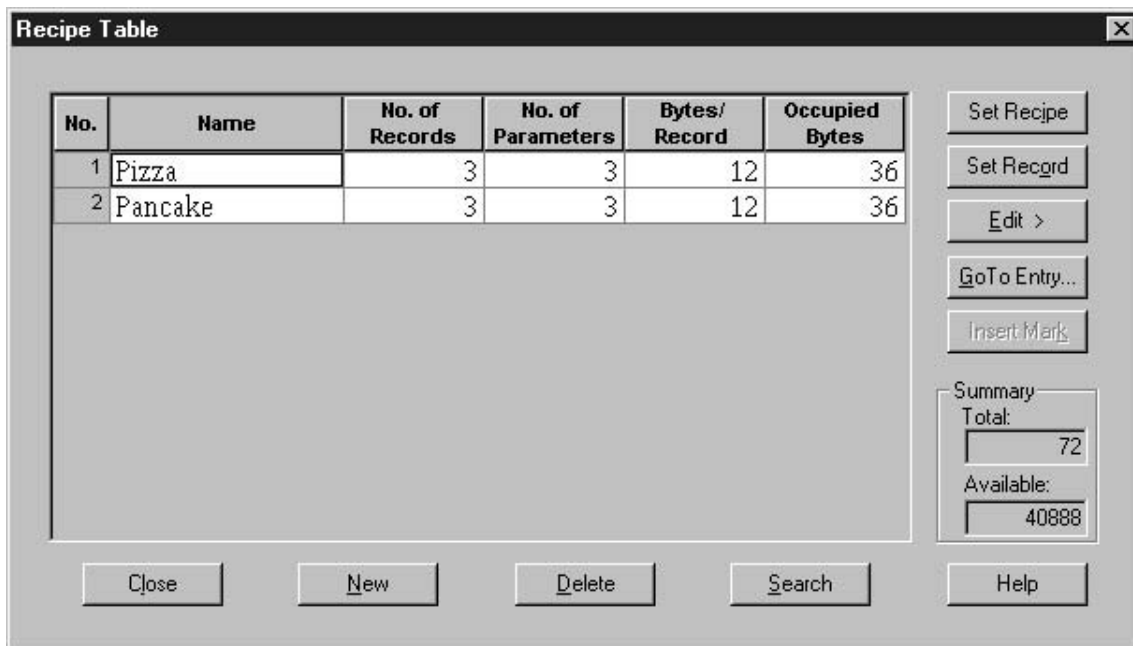 Recipe Table
No. Name No. of Records No. of Parameters Bytes/ Record Occupied Bytes
1 Pizza 3 3 12 36
2 Pancake 3 3 12 36
Set Recipe
Set Record
Edit >
GoTo Entry...
Insert Mark
Summary
Total:
72
Available:
40888
Close New Delete Search Help